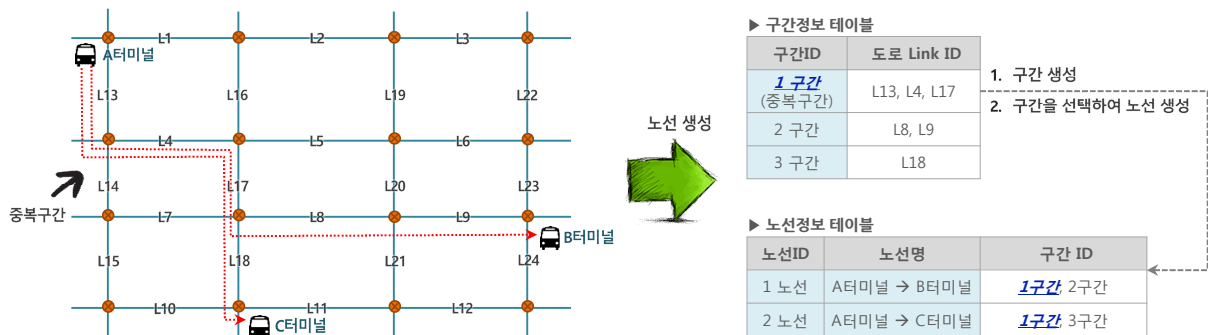 L1
L2
L3
A터미널
L13
L16
L19
L22
L4
L5
L6
L14
L17
L20
L23
중복구간
L7
L8
L9
B터미널
L15
L18
L21
L24
L10
L11
L12
C터미널
노선 생성
▶ 구간정보 테이블
구간ID 도로 Link ID
1 구간
(중복구간)
L13, L4, L17
2 구간 L8, L9
3 구간 L18
1. 구간 생성
2. 구간을 선택하여 노선 생성
▶ 노선정보 테이블
노선ID 노선명 구간 ID
1 노선 A터미널 → B터미널 1구간, 2구간
2 노선 A터미널 → C터미널 1구간, 3구간